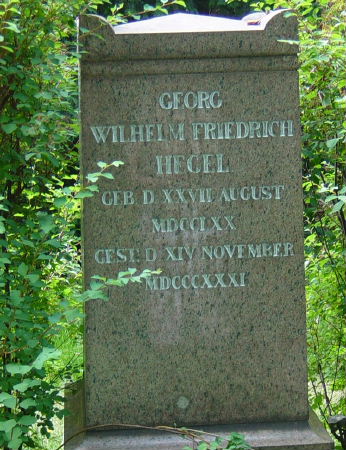 GEORG
WILHELM FRIEDRICH
HEGEL
GEB. D. XXVII AUGUST
MDCCLXX
GEST. D. XIV NOVEMBER
MDCCCXXXI